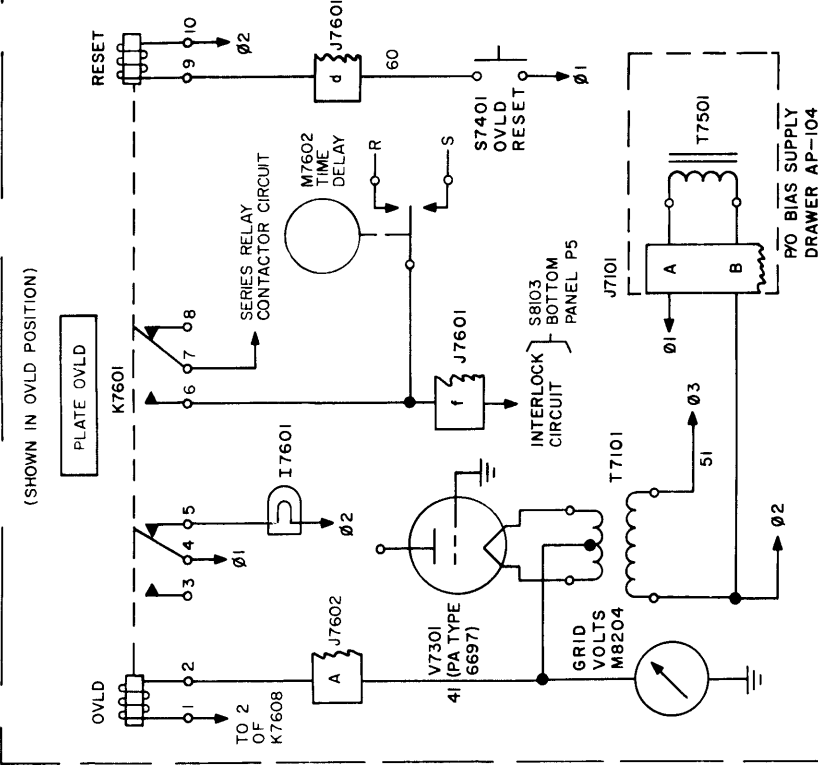 (SHOWN IN OVLD POSITION)
PLATE OVLD
K7601
OVLD
1
2
3
4
5
6
7
8
9
10
RESET
TO 2
OF
K7608
Ø1
Ø2
I7601
SERIES RELAY
CONTACTOR CIRCUIT
Ø2
A
J7602
d
J7601
60
M7602
TIME
DELAY
R
S
S7401
OVLD
RESET
Ø1
f
J7601
INTERLOCK
CIRCUIT
S8103
BOTTOM
PANEL P5
V7301
(PA TYPE
6697)
41
GRID
VOLTS
M8204
T7101
51
Ø3
Ø2
J7101
A
B
Ø1
T7501
P/O BIAS SUPPLY
DRAWER AP-104